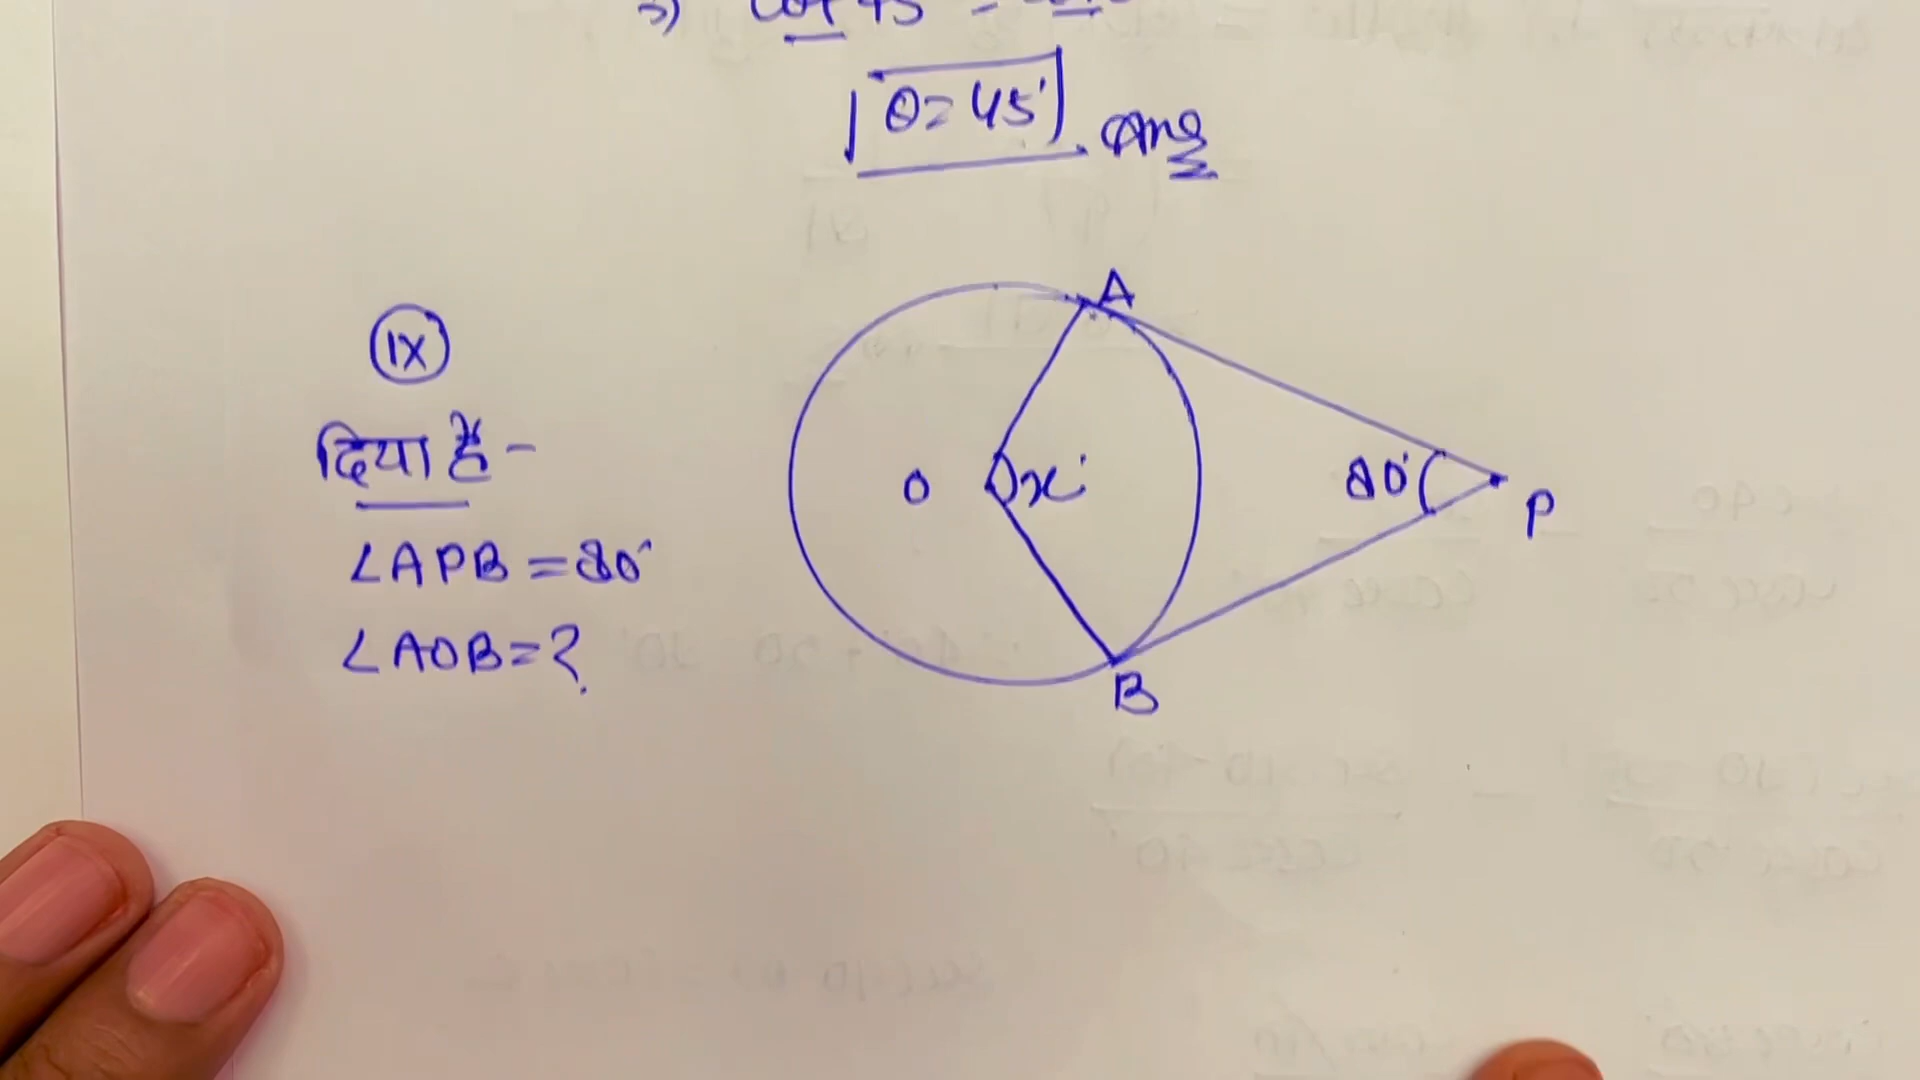 θ = 45° Ans
IX
दिया है -
∠APB = 80°
∠AOB = ?
A
O x°
80°
P
B